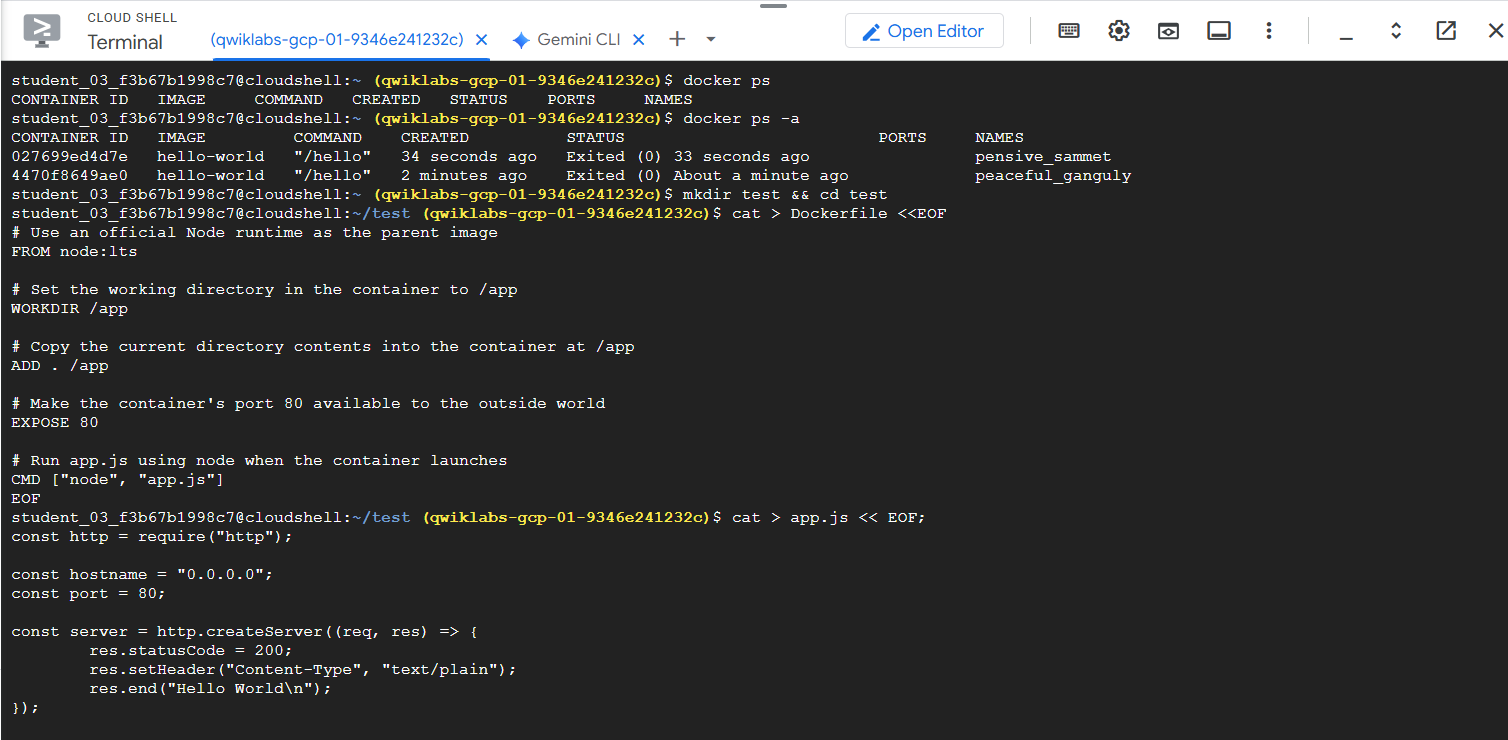 CLOUD SHELL
Terminal
(qwiklabs-gcp-01-9346e241232c)
Gemini CLI
Open Editor
student_03_f3b67b1998c7@cloudshell:~ (qwiklabs-gcp-01-9346e241232c)$ docker ps
CONTAINER ID   IMAGE     COMMAND   CREATED   STATUS    PORTS     NAMES
student_03_f3b67b1998c7@cloudshell:~ (qwiklabs-gcp-01-9346e241232c)$ docker ps -a
CONTAINER ID   IMAGE         COMMAND    CREATED          STATUS                          PORTS     NAMES
027699ed4d7e   hello-world   "/hello"   34 seconds ago   Exited (0) 33 seconds ago                 pensive_sammet
4470f8649ae0   hello-world   "/hello"   2 minutes ago    Exited (0) About a minute ago             peaceful_ganguly
student_03_f3b67b1998c7@cloudshell:~ (qwiklabs-gcp-01-9346e241232c)$ mkdir test && cd test
student_03_f3b67b1998c7@cloudshell:~/test (qwiklabs-gcp-01-9346e241232c)$ cat > Dockerfile <<EOF
# Use an official Node runtime as the parent image
FROM node:lts

# Set the working directory in the container to /app
WORKDIR /app

# Copy the current directory contents into the container at /app
ADD . /app

# Make the container's port 80 available to the outside world
EXPOSE 80

# Run app.js using node when the container launches
CMD ["node", "app.js"]
EOF
student_03_f3b67b1998c7@cloudshell:~/test (qwiklabs-gcp-01-9346e241232c)$ cat > app.js << EOF;
const http = require("http");

const hostname = "0.0.0.0";
const port = 80;

const server = http.createServer((req, res) => {
        res.statusCode = 200;
        res.setHeader("Content-Type", "text/plain");
        res.end("Hello World\n");
});